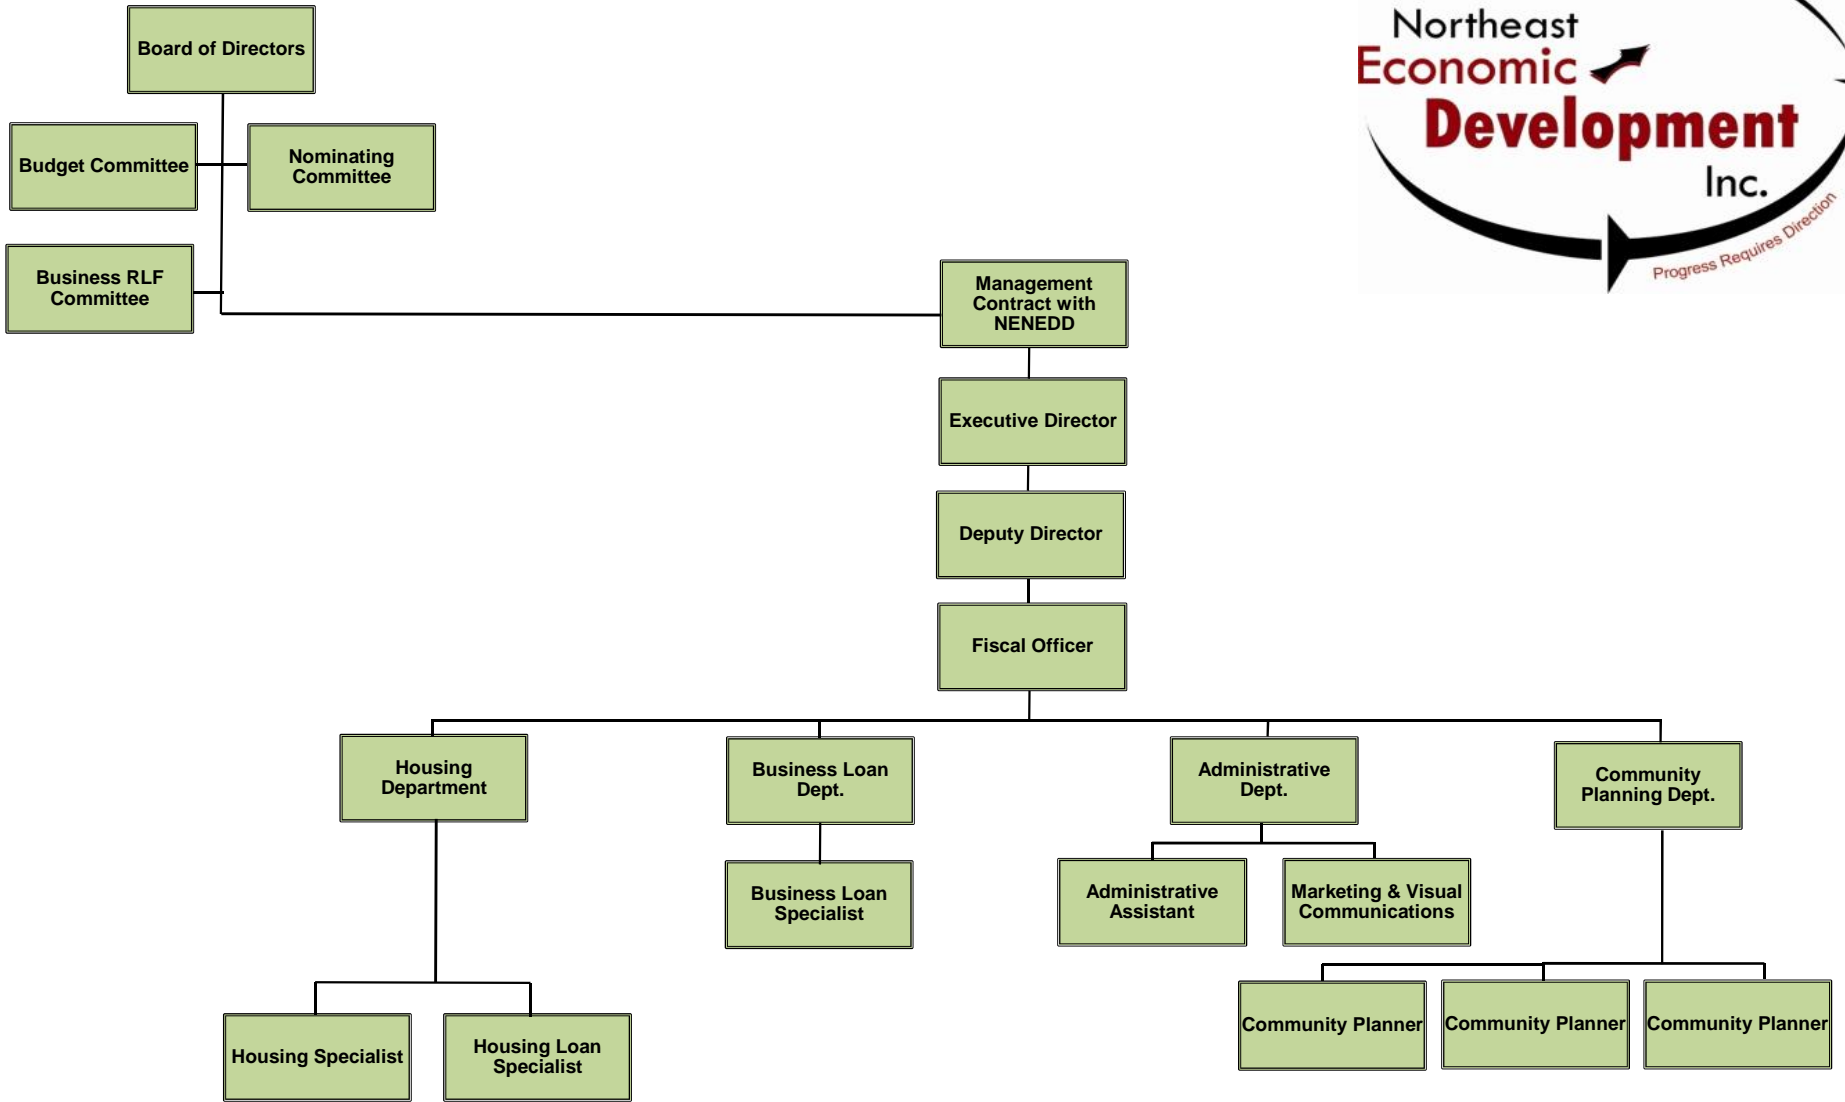 Northeast
Economic
Development
Inc.
Progress Requires Direction
Board of Directors
Budget Committee
Nominating
Committee
Business RLF
Committee
Management
Contract with
NENEDD
Executive Director
Deputy Director
Fiscal Officer
Housing
Department
Business Loan
Dept.
Administrative
Dept.
Community
Planning Dept.
Business Loan
Specialist
Administrative
Assistant
Marketing & Visual
Communications
Housing Specialist
Housing Loan
Specialist
Community Planner
Community Planner
Community Planner